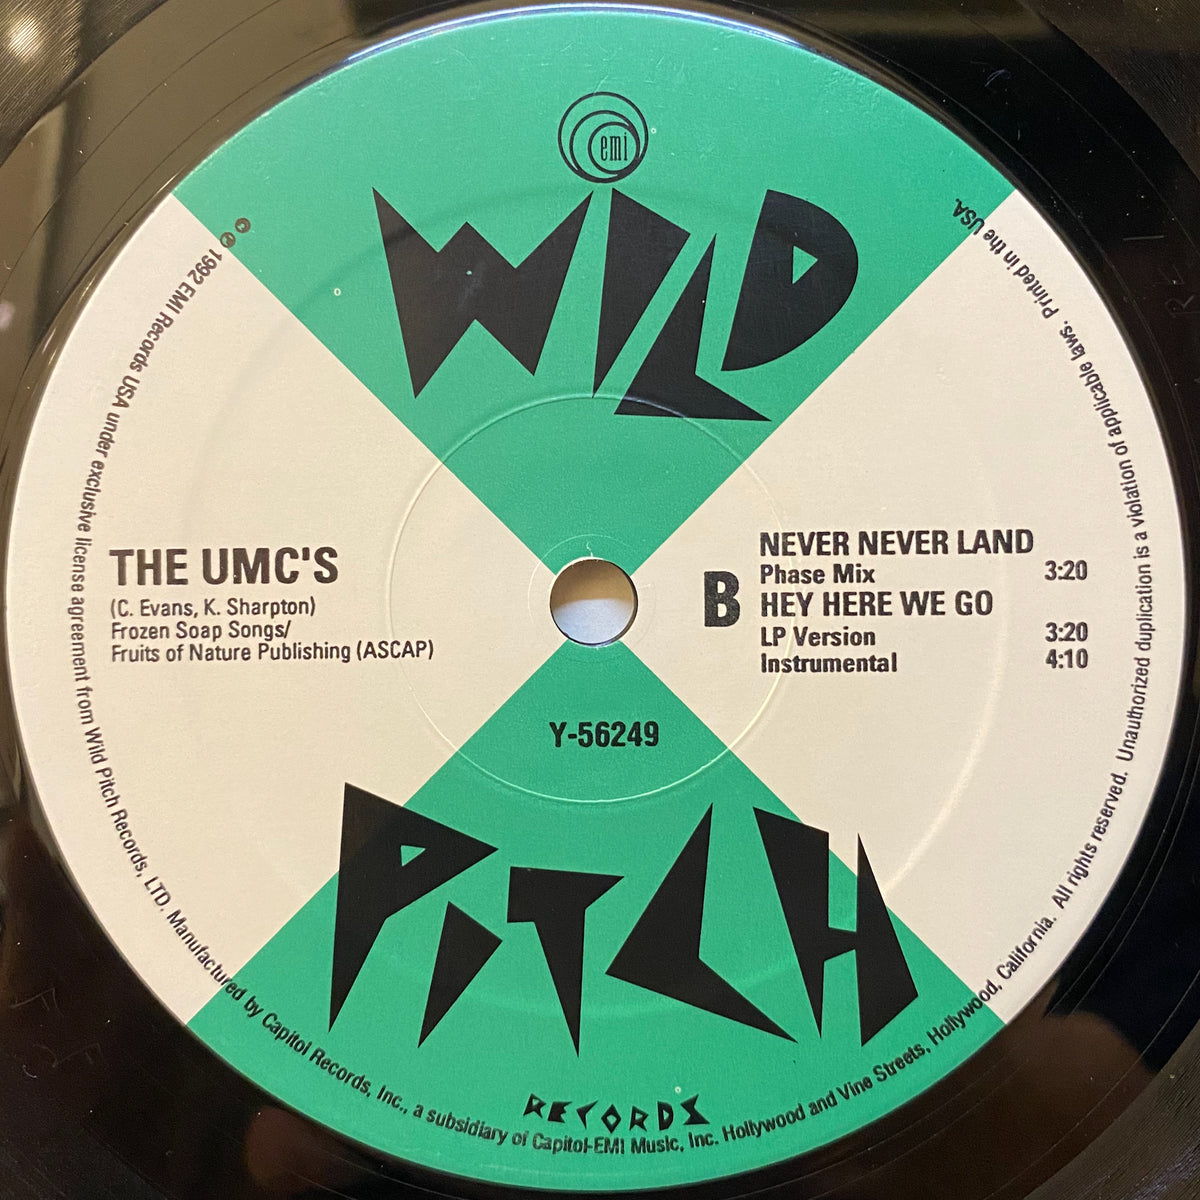 emi
WILD
THE UMC'S
(C. Evans, K. Sharpton)
Frozen Soap Songs/
Fruits of Nature Publishing (ASCAP)
B
NEVER NEVER LAND
Phase Mix 3:20
HEY HERE WE GO
LP Version 3:20
Instrumental 4:10
Y-56249
PITCH
RECORDS
℗ © 1992 EMI Records USA under exclusive license agreement from Wild Pitch Records, LTD. Manufactured by Capitol Records, Inc., a subsidiary of Capitol-EMI Music, Inc. Hollywood and Vine Streets, Hollywood, California. All rights reserved. Unauthorized duplication is a violation of applicable laws. Printed in the USA.